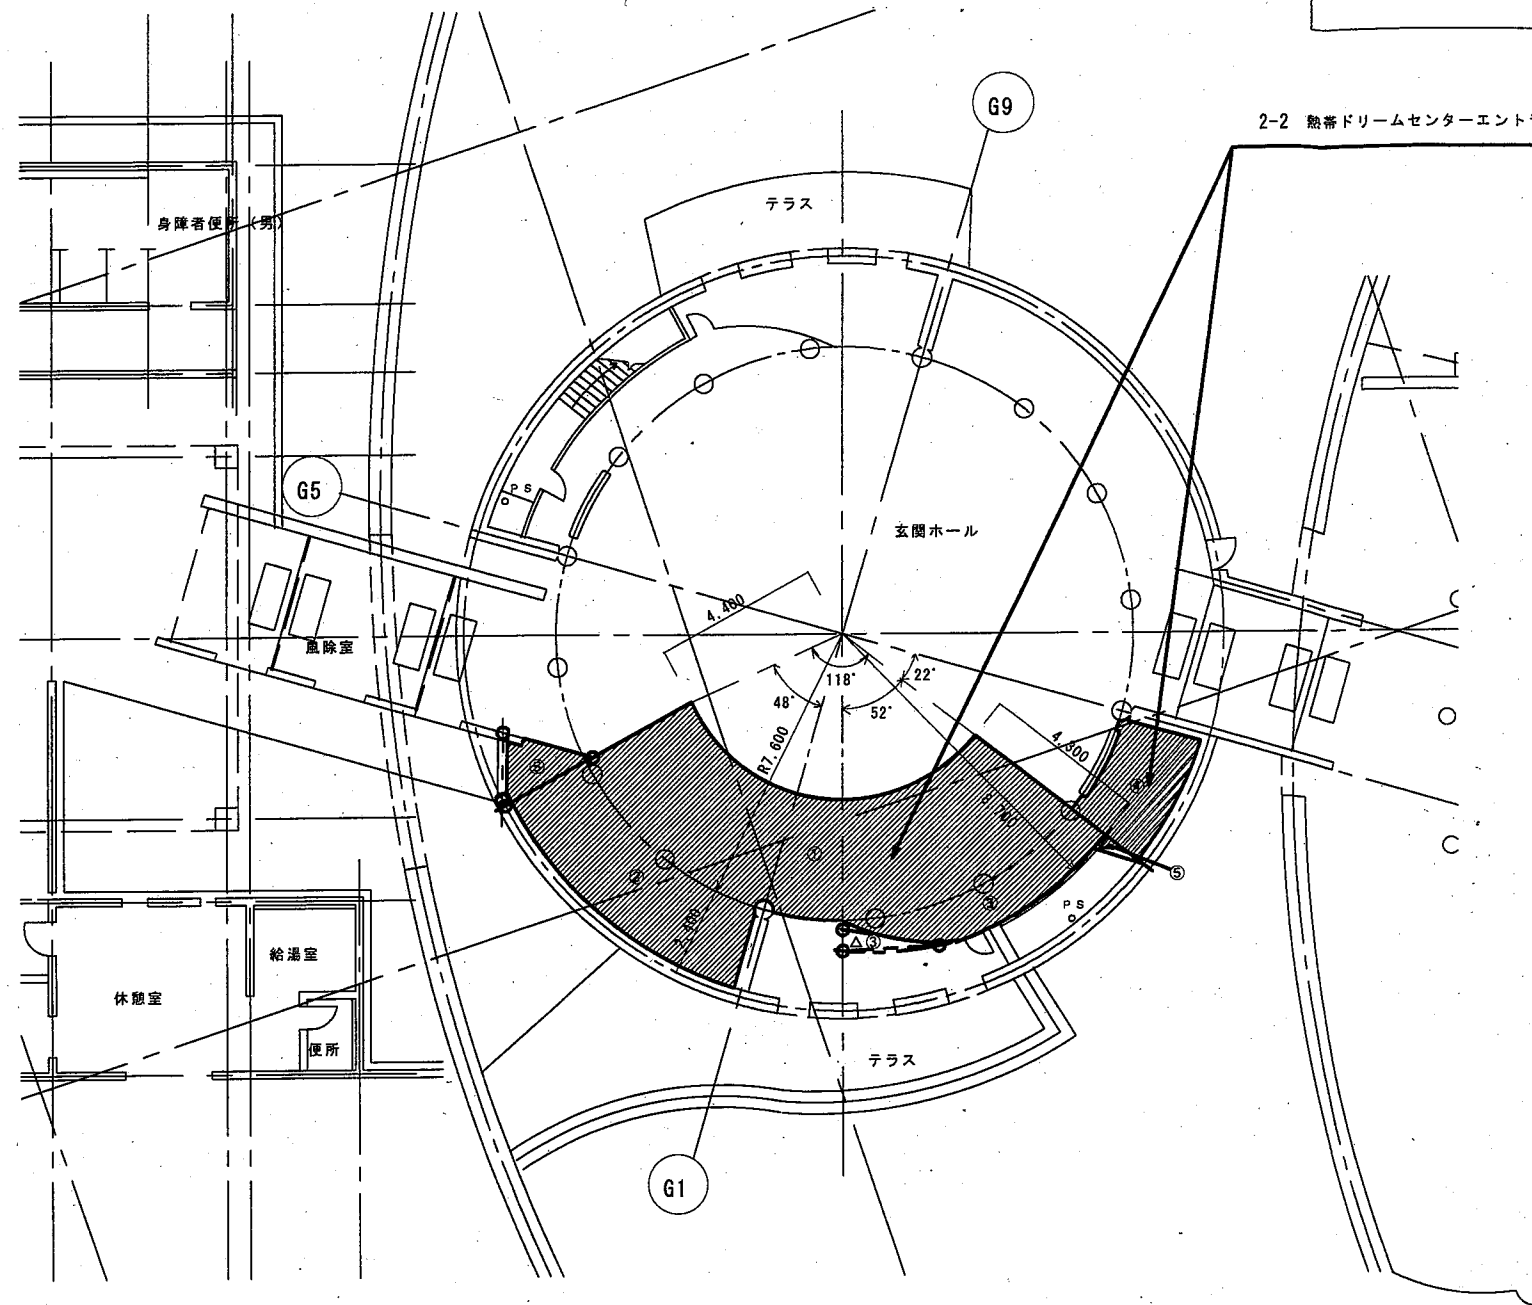 G9
2-2 熱帯ドリームセンターエント
テラス
身障者便所(男)
G5
PS
玄関ホール
4.400
風除室
118°
22°
48°
52°
R7.600
4.300
⑥
④
①
②
⑤
③
PS
△③
給湯室
休憩室
便所
テラス
G1